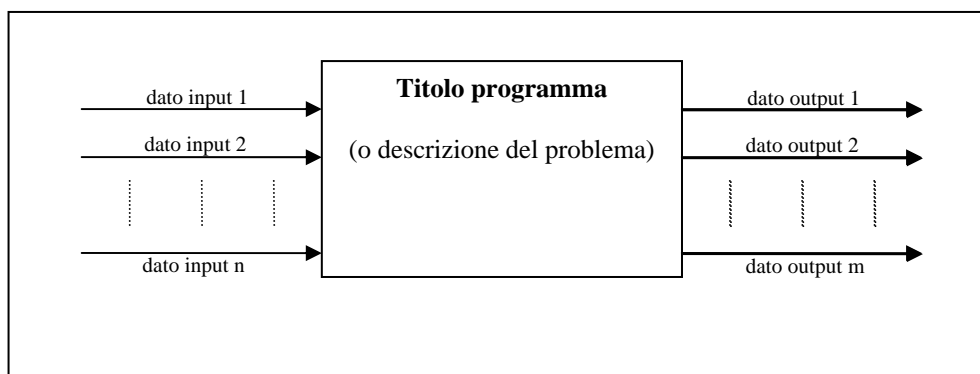 Titolo programma
(o descrizione del problema)
dato input 1
dato input 2
dato input n
dato output 1
dato output 2
dato output m